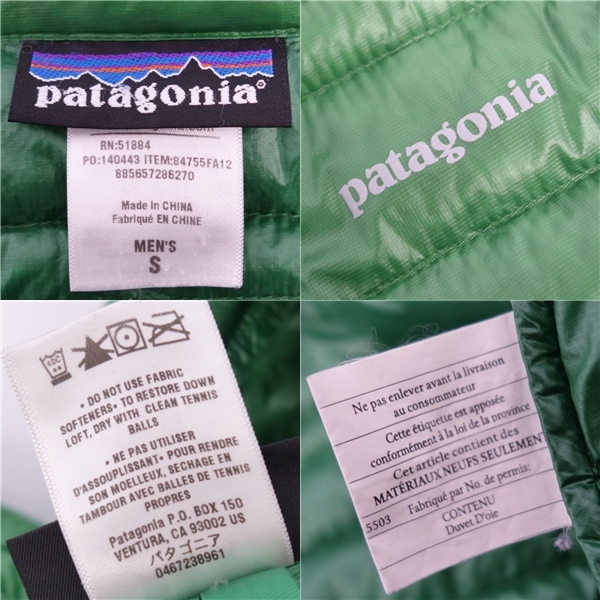 patagonia®
RN:51884
PO:140443 ITEM:84755FA12
885657286270
Made in CHINA
Fabriqué EN CHINE
MEN'S
S
patagonia
40C
• DO NOT USE FABRIC
SOFTENERS• TO RESTORE DOWN
LOFT, DRY WITH CLEAN TENNIS
BALLS
• NE PAS UTILISER
D'ASSOUPLISSANT• POUR RENDRE
SON MOELLEUX, SECHAGE EN
TAMBOUR AVEC BALLES DE TENNIS
PROPRES
Patagonia P.O. BOX 150
VENTURA, CA 93002 US
パタゴニア
0467238961
Ne pas enlever avant la livraison
au consommateur
Cette étiquette est apposée
conformément à la loi de la province
Cet article contient des
MATÉRIAUX NEUFS SEULEMENT
Fabriqué par No. de permis:
5503
CONTENU
Duvet D'oie